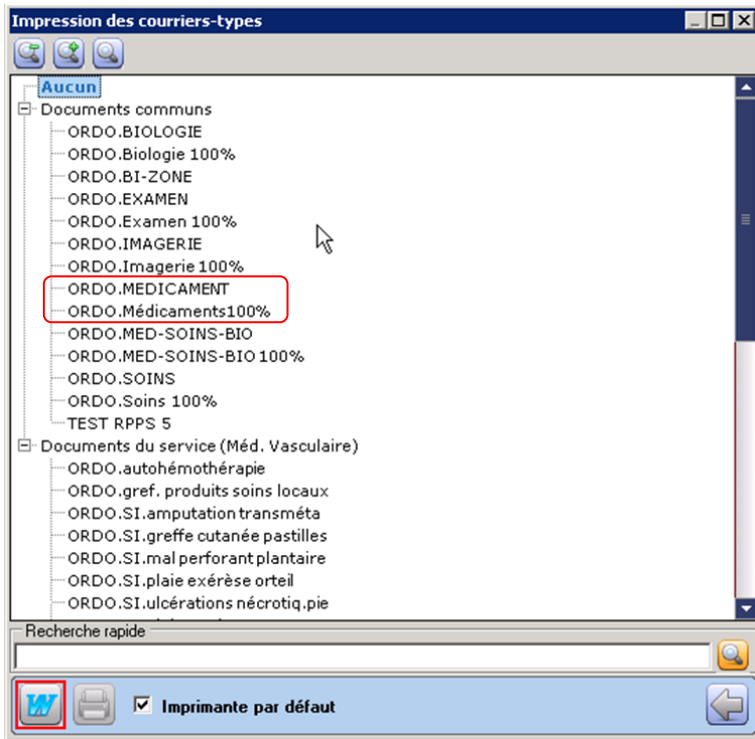 Impression des courriers-types
Aucun
Documents communs
ORDO.BIOLOGIE
ORDO.Biologie 100%
ORDO.BI-ZONE
ORDO.EXAMEN
ORDO.Examen 100%
ORDO.IMAGERIE
ORDO.Imagerie 100%
ORDO.MEDICAMENT
ORDO.Médicaments100%
ORDO.MED-SOINS-BIO
ORDO.MED-SOINS-BIO 100%
ORDO.SOINS
ORDO.Soins 100%
TEST RPPS 5
Documents du service (Méd. Vasculaire)
ORDO.autohémothérapie
ORDO.gref. produits soins locaux
ORDO.SI.amputation transméta
ORDO.SI.greffe cutanée pastilles
ORDO.SI.mal perforant plantaire
ORDO.SI.plaie exérèse orteil
ORDO.SI.ulcérations nécrotiq.pie
Recherche rapide
W
Imprimante par défaut